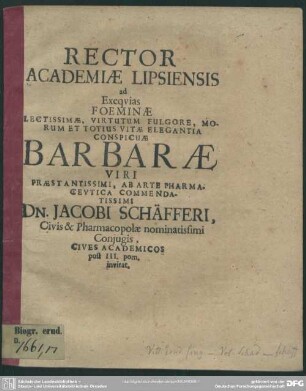 RECTOR
ACADEMIÆ LIPSIENSIS
ad
Exeqvias
FOEMINÆ
LECTISSIMÆ, VIRTUTUM FULGORE, MO-
RUM ET TOTIUS VITÆ ELEGANTIA
CONSPICUÆ
BARBARÆ
VIRI
PRÆSTANTISSIMI, AB ARTE PHARMA-
CEVTICA COMMENDA-
TISSIMI
DN. JACOBI SCHÄFFERI,
Civis & Pharmacopolæ nominatissimi
Conjugis,
CIVES ACADEMICOS
post III. pom.
invitat.
Biogr. erud.